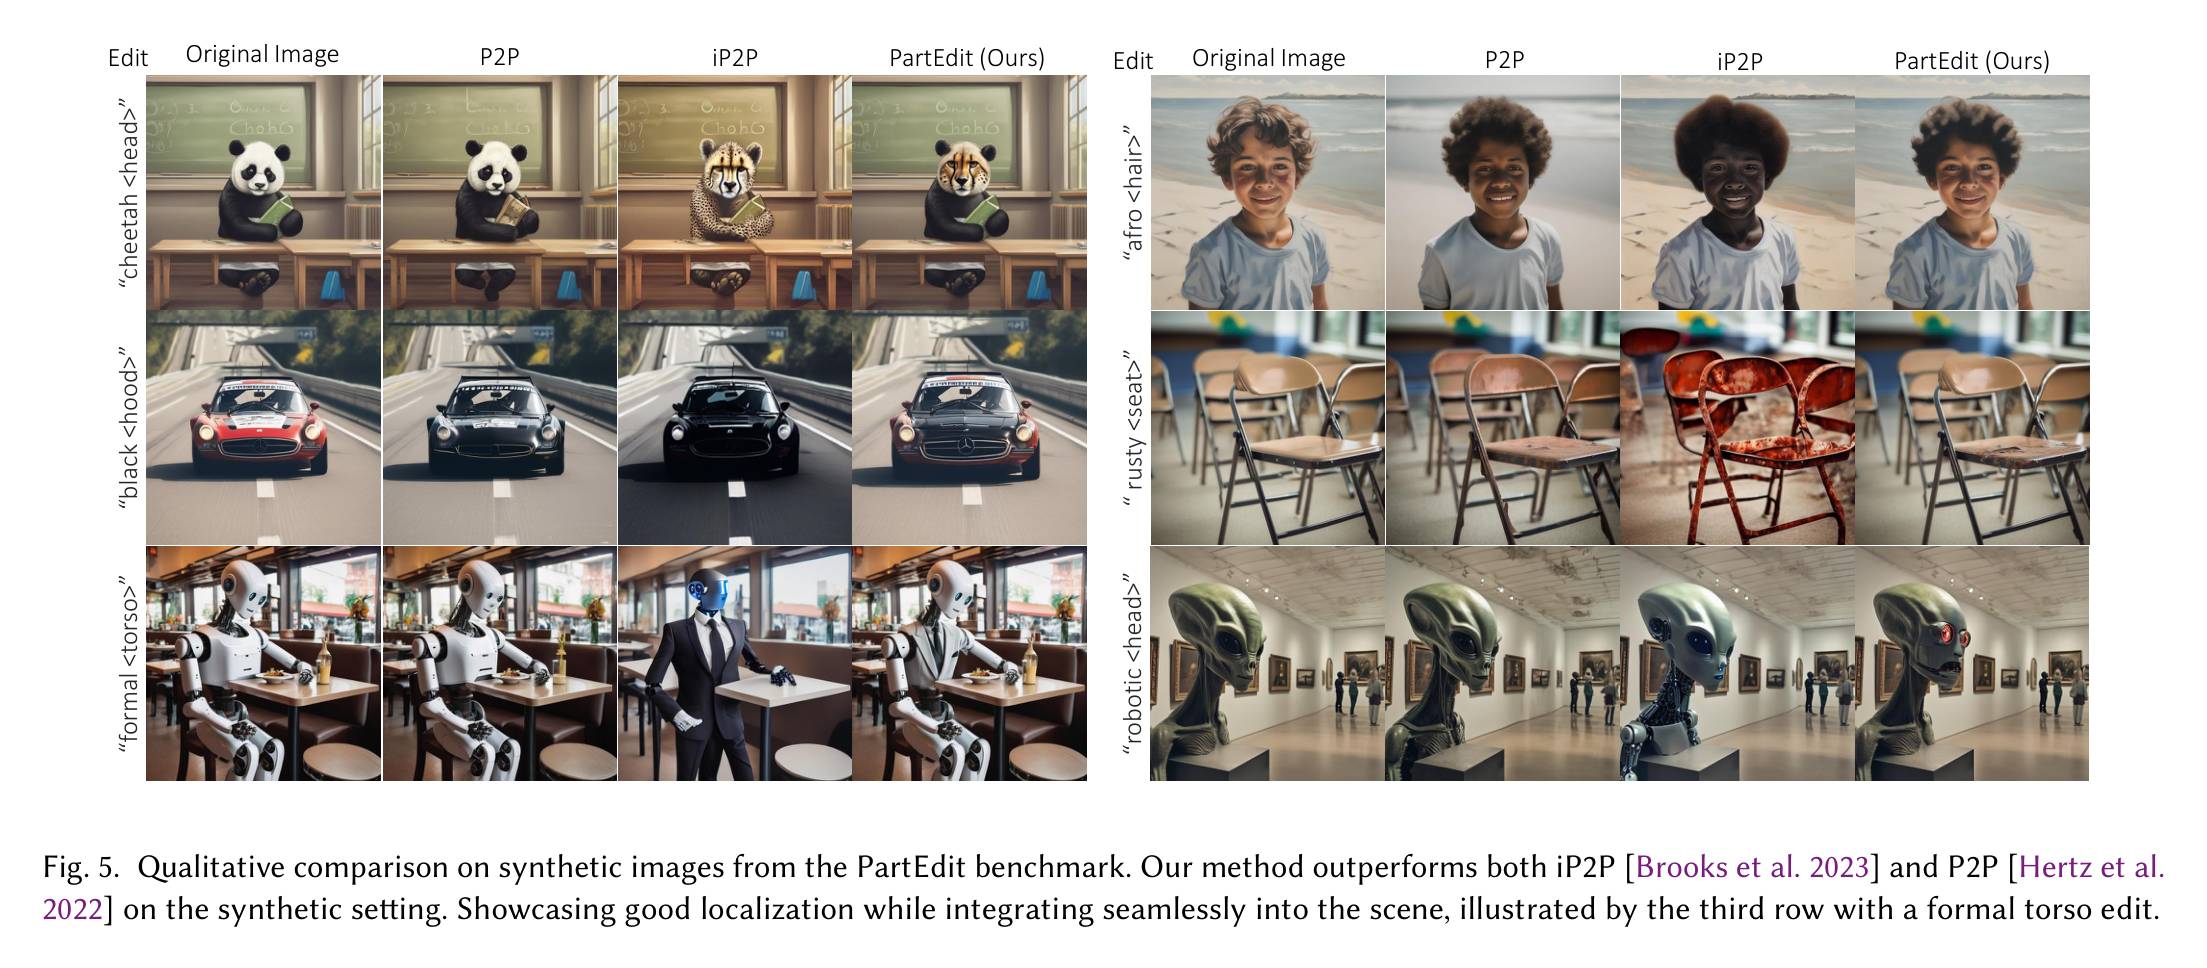 Edit Original Image P2P iP2P PartEdit (Ours)
“cheetah <head>”
“black <hood>”
“formal <torso>”
Edit Original Image P2P iP2P PartEdit (Ours)
“afro <hair>”
“ rusty <seat>”
“robotic <head>”
Fig. 5. Qualitative comparison on synthetic images from the PartEdit benchmark. Our method outperforms both iP2P [Brooks et al. 2023] and P2P [Hertz et al.
2022] on the synthetic setting. Showcasing good localization while integrating seamlessly into the scene, illustrated by the third row with a formal torso edit.